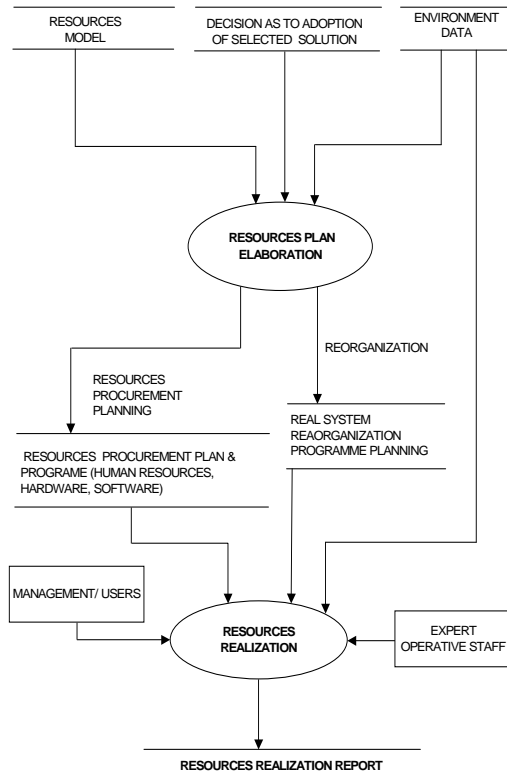 RESOURCES
MODEL
DECISION AS TO ADOPTION
OF SELECTED SOLUTION
ENVIRONMENT
DATA
RESOURCES PLAN
ELABORATION
REORGANIZATION
RESOURCES
PROCUREMENT
PLANNING
REAL SYSTEM
REAORGANIZATION
PROGRAMME PLANNING
RESOURCES PROCUREMENT PLAN &
PROGRAME (HUMAN RESOURCES,
HARDWARE, SOFTWARE)
MANAGEMENT/ USERS
RESOURCES
REALIZATION
EXPERT
OPERATIVE STAFF
RESOURCES REALIZATION REPORT